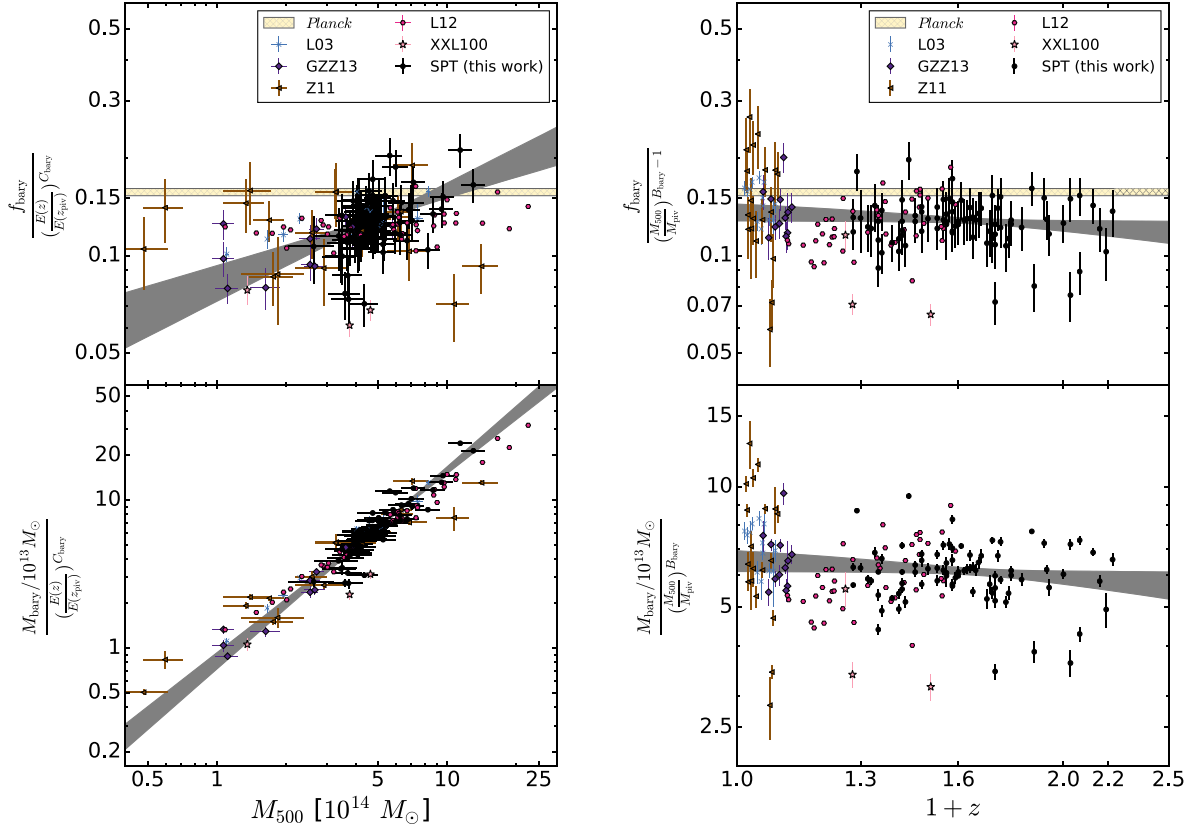 Planck
L03
GZZ13
Z11
L12
XXL100
SPT (this work)
0.5
0.3
0.15
0.1
0.07
0.05
f_bary / (E(z)/E(z_piv))^C_bary
Planck
L03
GZZ13
Z11
L12
XXL100
SPT (this work)
0.5
0.3
0.15
0.1
0.07
0.05
f_bary / (M_500/M_piv)^B_bary−1
50
20
10
1
0.5
0.2
M_bary/10^13 M_⊙ / (E(z)/E(z_piv))^C_bary
0.5 1 5 10 25
M_500 [10^14 M_⊙]
15
10
5
2.5
M_bary/10^13 M_⊙ / (M_500/M_piv)^B_bary
1.0 1.3 1.6 2.0 2.2 2.5
1 + z